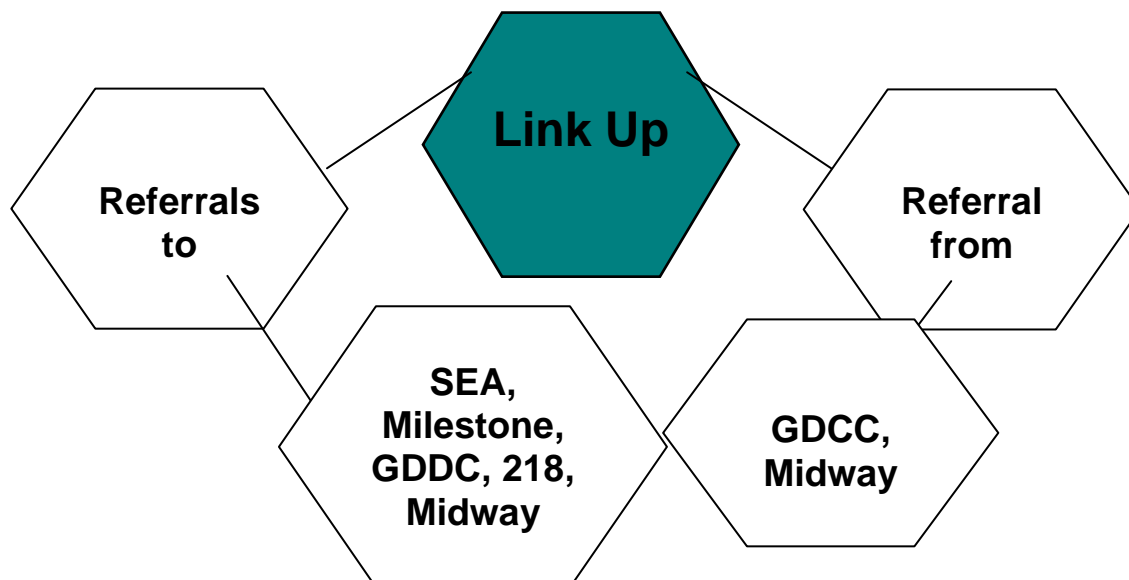 Link Up
Referrals
to
Referral
from
SEA,
Milestone,
GDDC, 218,
Midway
GDCC,
Midway